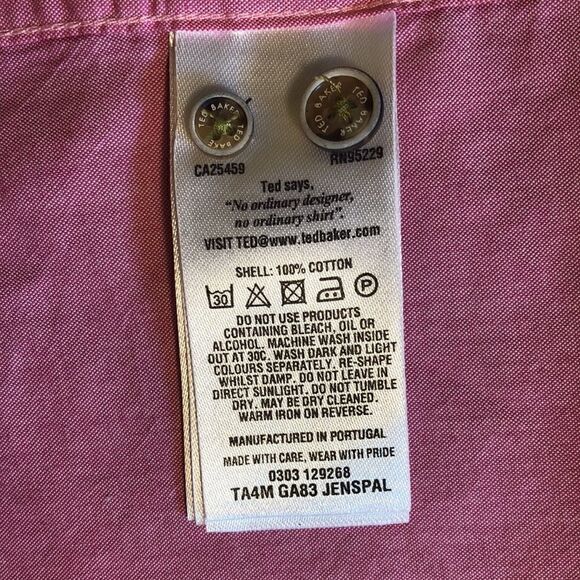 TED BAKER TED BAKE
TED BAKER TED BAKER
CA25459
RN95229
Ted says,
"No ordinary designer,
no ordinary shirt".
VISIT TED@www.tedbaker.com
SHELL: 100% COTTON
30 P
DO NOT USE PRODUCTS
CONTAINING BLEACH, OIL OR
ALCOHOL. MACHINE WASH INSIDE
OUT AT 30C. WASH DARK AND LIGHT
COLOURS SEPARATELY. RE-SHAPE
WHILST DAMP. DO NOT LEAVE IN
DIRECT SUNLIGHT. DO NOT TUMBLE
DRY. MAY BE DRY CLEANED.
WARM IRON ON REVERSE.
MANUFACTURED IN PORTUGAL
MADE WITH CARE, WEAR WITH PRIDE
0303 129268
TA4M GA83 JENSPAL